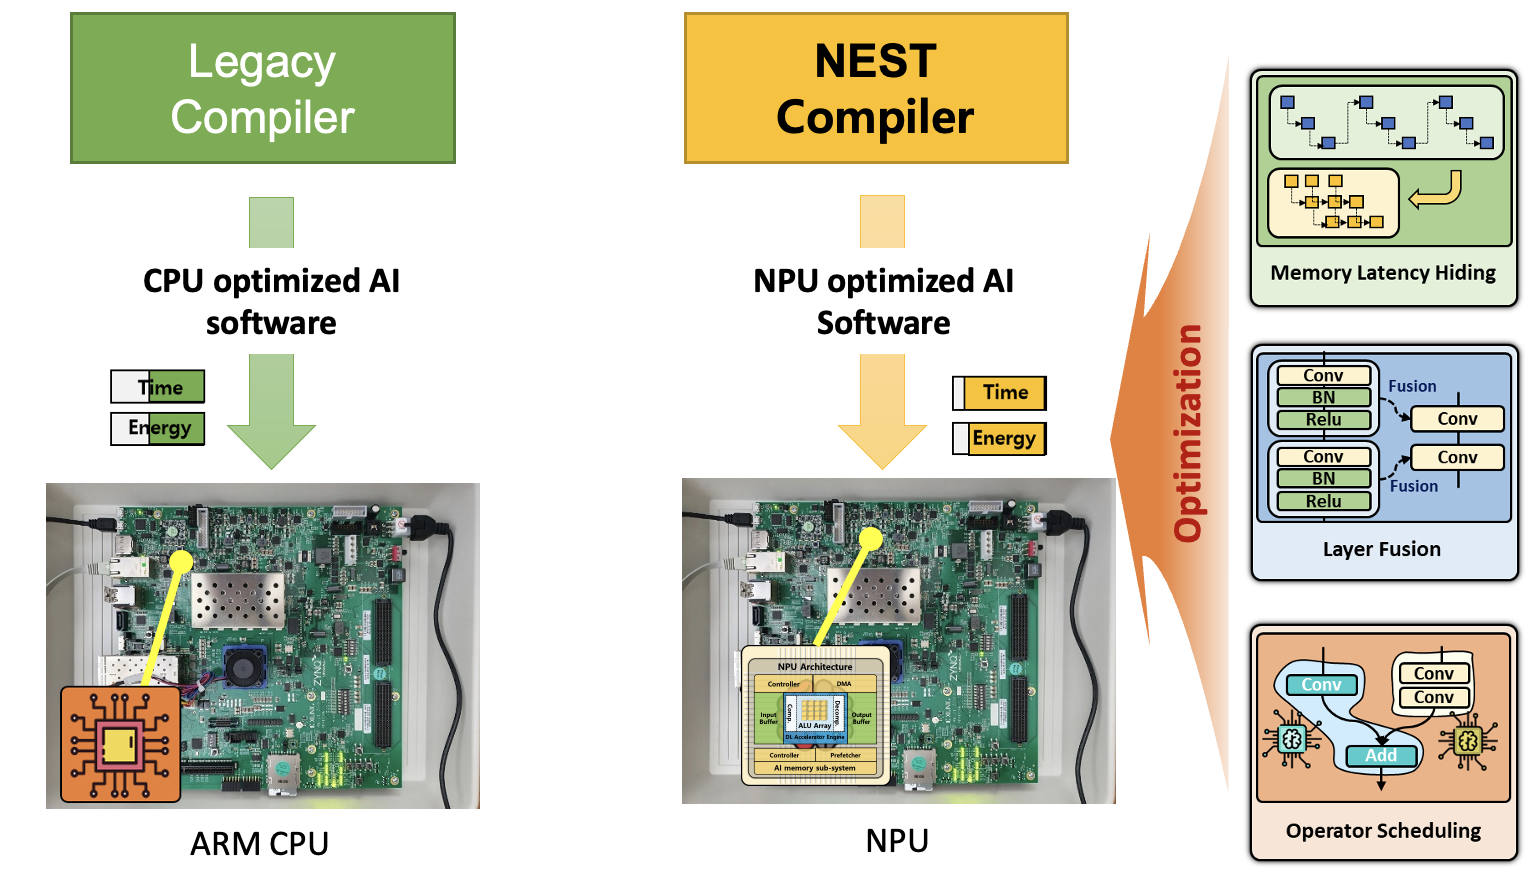 Legacy
Compiler
CPU optimized AI
software
Time
Energy
ARM CPU
NEST
Compiler
NPU optimized AI
Software
Time
Energy
NPU Architecture
Controller
DMA
Input
Buffer
Comp.
ALU Array
Decomp.
Output
Buffer
DL Accelerator Engine
Controller
Prefetcher
AI memory sub-system
NPU
ZYNQ
ZYNQ
Optimization
Memory Latency Hiding
Conv
BN
Relu
Fusion
Conv
Conv
BN
Relu
Fusion
Conv
Layer Fusion
Conv
Conv
Conv
Add
Operator Scheduling